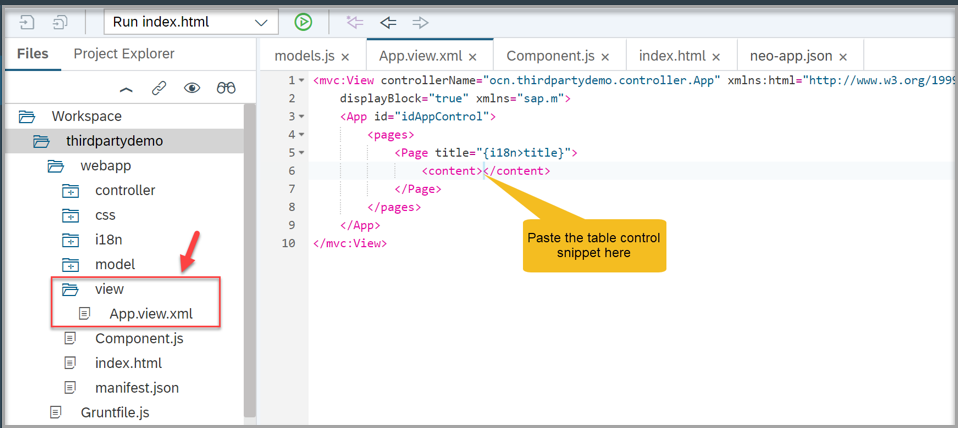 Run index.html
Files
Project Explorer
models.js ×
App.view.xml ×
Component.js ×
index.html ×
neo-app.json ×
Workspace
thirdpartydemo
webapp
controller
css
i18n
model
view
App.view.xml
Component.js
index.html
manifest.json
Gruntfile.js
1 <mvc:View controllerName="ocn.thirdpartydemo.controller.App" xmlns:html="http://www.w3.org/199
2 displayBlock="true" xmlns="sap.m">
3 <App id="idAppControl">
4 <pages>
5 <Page title="{i18n>title}">
6 <content></content>
7 </Page>
8 </pages>
9 </App>
10 </mvc:View>
Paste the table control
snippet here